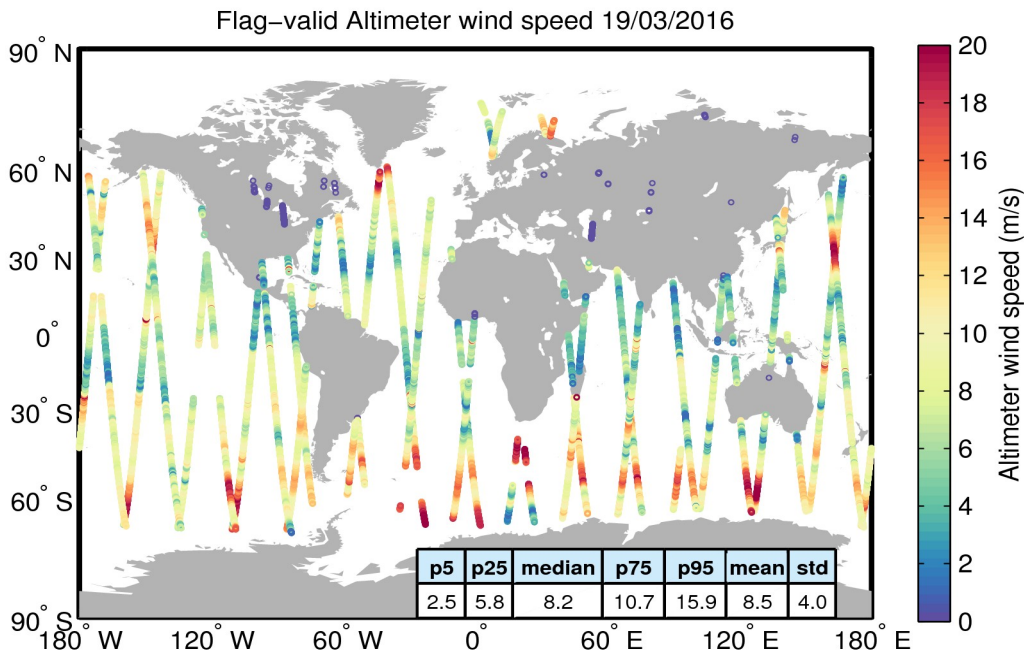 Flag−valid Altimeter wind speed 19/03/2016
90° N
60° N
30° N
0°
30° S
60° S
90° S
180° W
120° W
60° W
0°
60° E
120° E
180° E
20
18
16
14
12
10
8
6
4
2
0
Altimeter wind speed (m/s)
p5 p25 median p75 p95 mean std
2.5 5.8 8.2 10.7 15.9 8.5 4.0